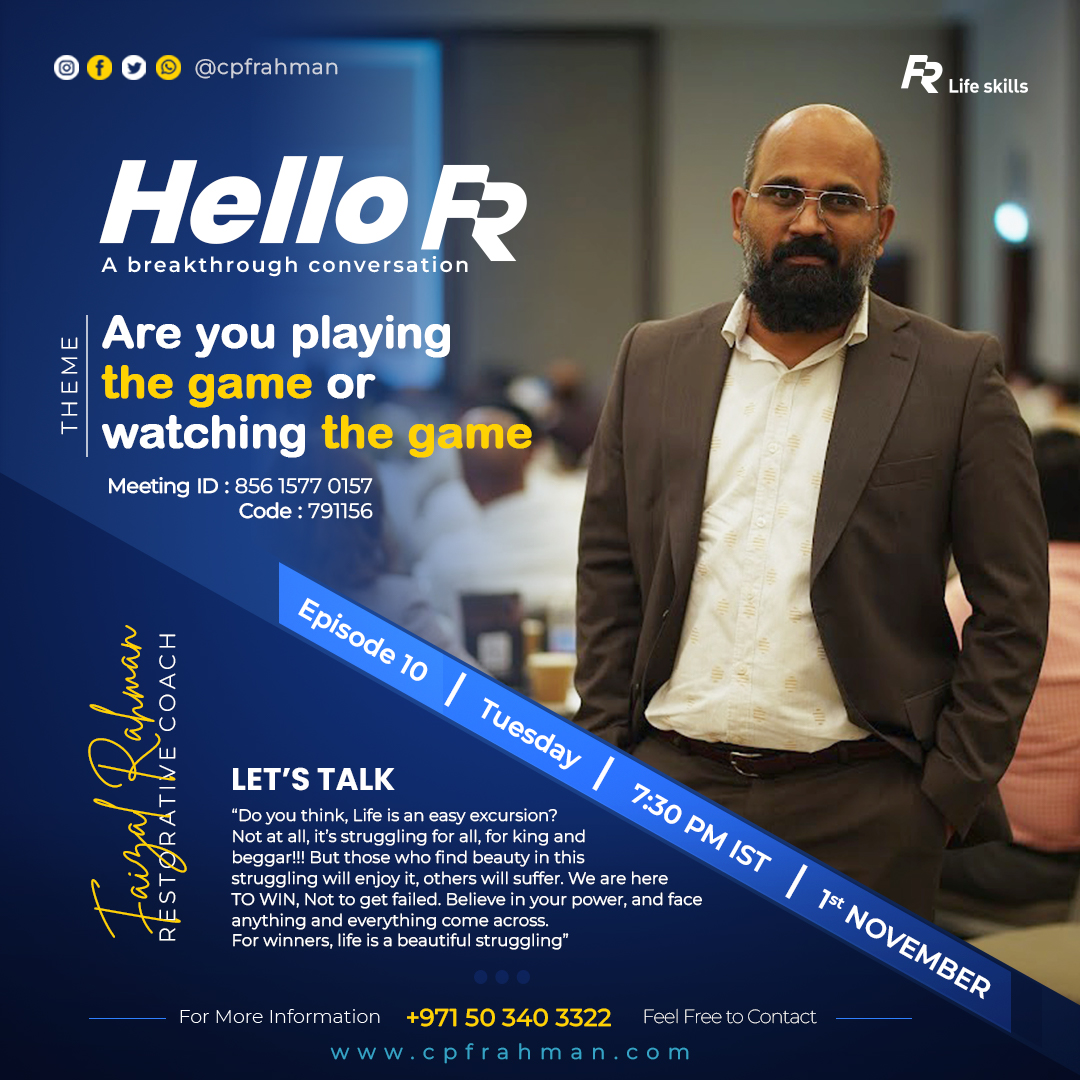 @cpfrahman
FR Life skills
Hello FR
A breakthrough conversation
THEME
Are you playing
the game or
watching the game
Meeting ID : 856 1577 0157
Code : 791156
Episode 10 | Tuesday | 7:30 PM IST | 1st NOVEMBER
Faizal Rahman
RESTORATIVE COACH
LET’S TALK
“Do you think, Life is an easy excursion?
Not at all, it’s struggling for all, for king and
beggar!!! But those who find beauty in this
struggling will enjoy it, others will suffer. We are here
TO WIN, Not to get failed. Believe in your power, and face
anything and everything come across.
For winners, life is a beautiful struggling”
For More Information +971 50 340 3322 Feel Free to Contact
www.cpfrahman.com